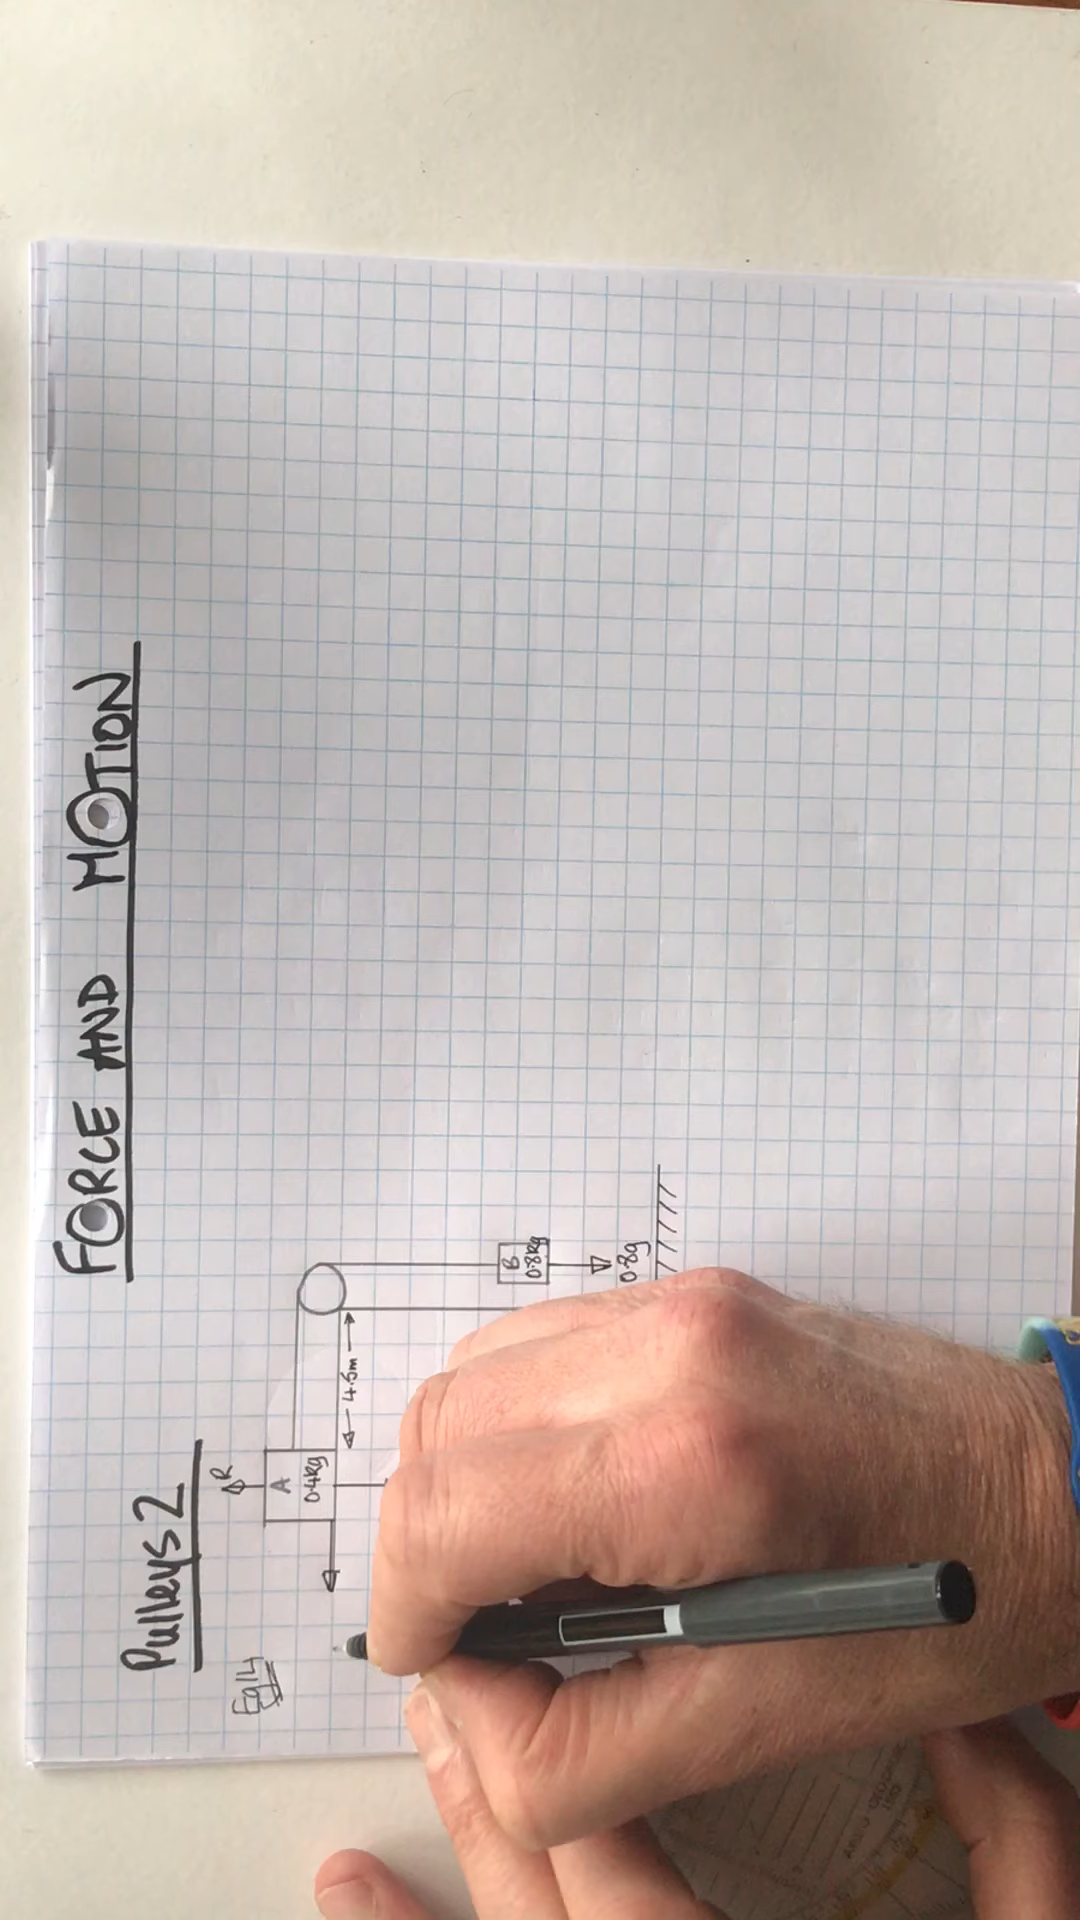 FORCE AND MOTION
Pulleys 2
Eg14
R
A
0.4kg
4.5m
B
0.8kg
0.8g